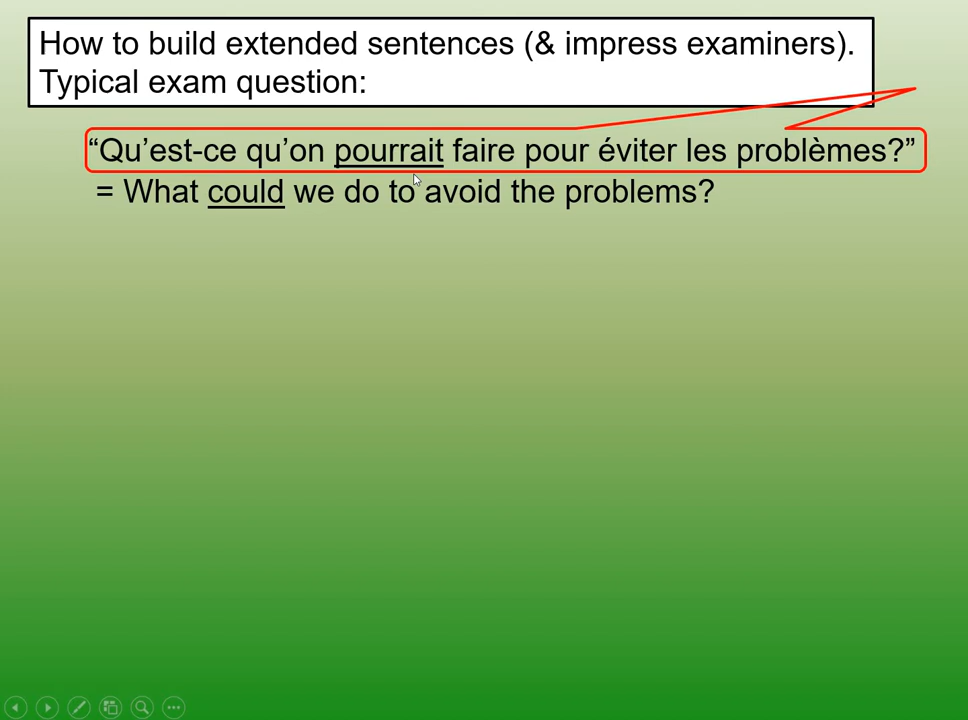 How to build extended sentences (& impress examiners).
Typical exam question:
“Qu’est-ce qu’on pourrait faire pour éviter les problèmes?”
= What could we do to avoid the problems?